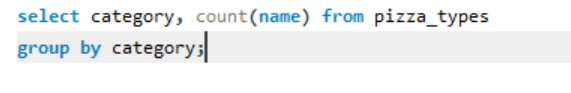 select category, count(name) from pizza_types
group by category;